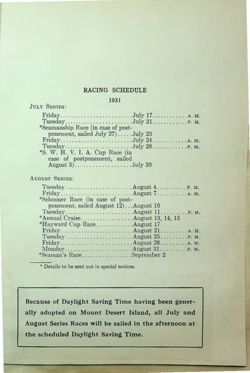 RACING SCHEDULE
1931
JULY SERIES:
Friday....................July 17............A. M.
Tuesday.................July 21............P. M.
*Seamanship Race (in case of post-
ponement, sailed July 27)....July 23
Friday....................July 24............A. M.
Tuesday.................July 28............P. M.
*S. W. H. V. I. A. Cup Race (in
case of postponement, sailed
August 3).................July 30
AUGUST SERIES:
Tuesday.................August 4..........P. M.
Friday....................August 7..........A. M.
*Schooner Race (in case of post-
ponement, sailed August 12)...August 10
Tuesday.................August 11.........P. M.
*Annual Cruise............August 13, 14, 15
*Hayward Cup Race.......August 17
Friday....................August 21.........A. M.
Tuesday.................August 25.........P. M.
Friday....................August 28.........A. M.
Monday..................August 31.........P. M.
*Seaman's Race............September 2
* Details to be sent out in special notices.
Because of Daylight Saving Time having been gener-
ally adopted on Mount Desert Island, all July and
August Series Races will be sailed in the afternoon at
the scheduled Daylight Saving Time.